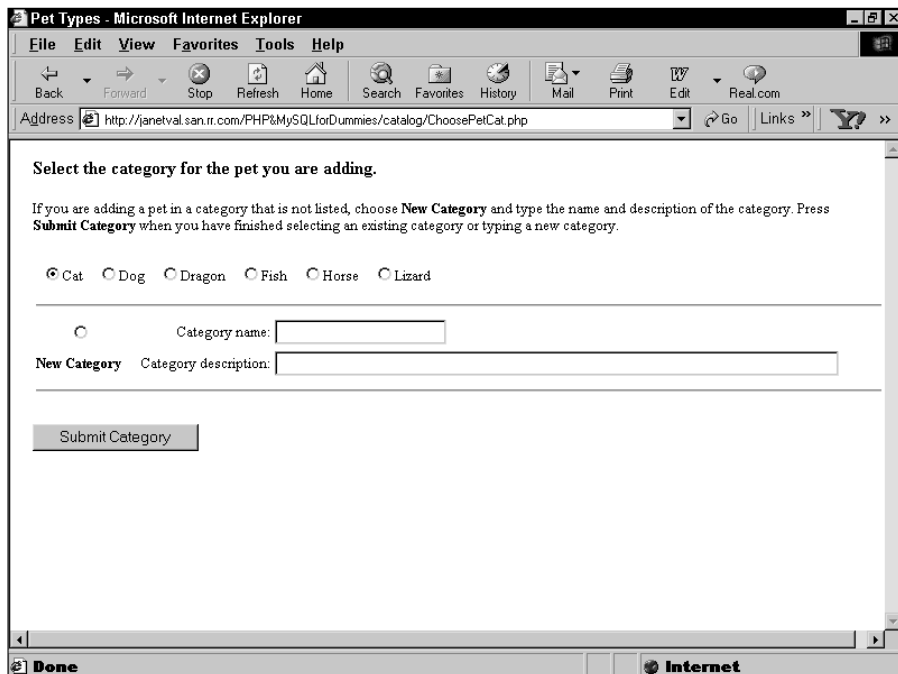 Pet Types - Microsoft Internet Explorer
File Edit View Favorites Tools Help
Back Forward Stop Refresh Home Search Favorites History Mail Print Edit Real.com
Address http://janetval.san.rr.com/PHP&MySQLforDummies/catalog/ChoosePetCat.php Go Links »  Y? »
Select the category for the pet you are adding.
If you are adding a pet in a category that is not listed, choose New Category and type the name and description of the category. Press
Submit Category when you have finished selecting an existing category or typing a new category.
Cat Dog Dragon Fish Horse Lizard
Category name:
New Category Category description:
Submit Category
Done Internet